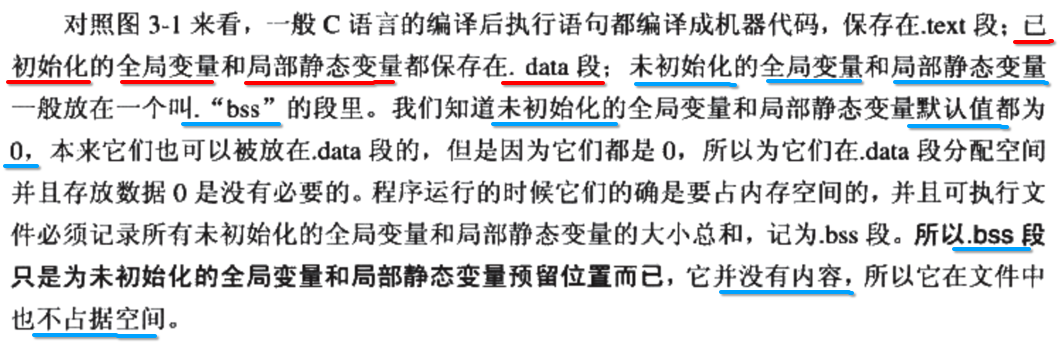 对照图 3-1 来看，一般 C 语言的编译后执行语句都编译成机器代码，保存在.text 段；已
初始化的全局变量和局部静态变量都保存在. data 段；未初始化的全局变量和局部静态变量
一般放在一个叫.“bss”的段里。我们知道未初始化的全局变量和局部静态变量默认值都为
0，本来它们也可以被放在.data 段的，但是因为它们都是 0，所以为它们在.data 段分配空间
并且存放数据 0 是没有必要的。程序运行的时候它们的确是要占内存空间的，并且可执行文
件必须记录所有未初始化的全局变量和局部静态变量的大小总和，记为.bss 段。所以.bss 段
只是为未初始化的全局变量和局部静态变量预留位置而已，它并没有内容，所以它在文件中
也不占据空间。